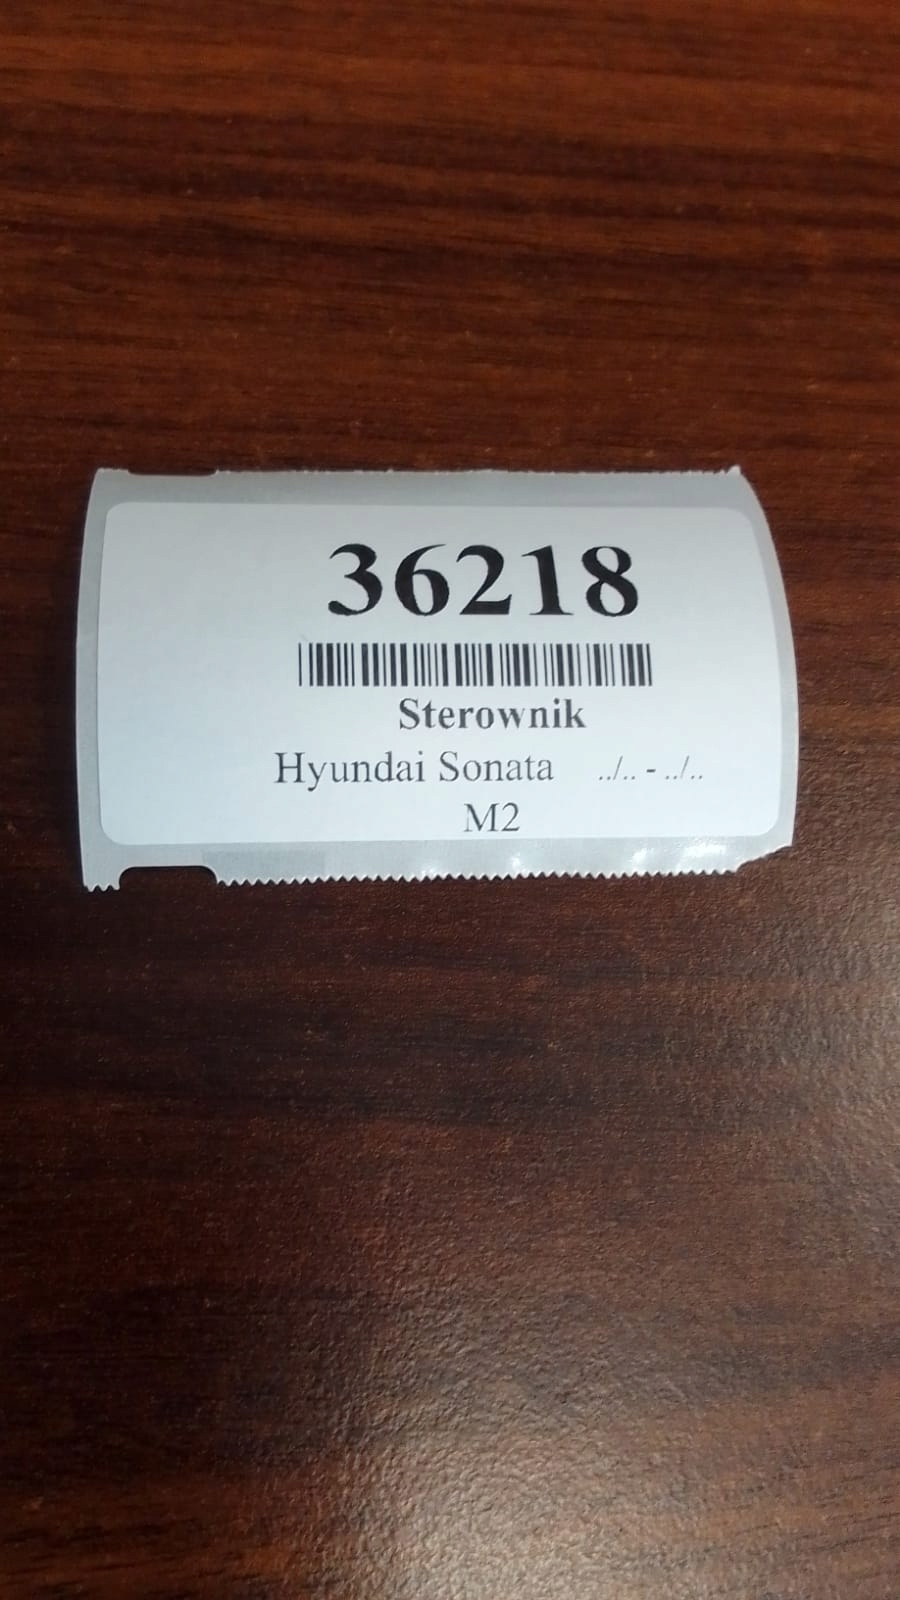 36218
Sterownik
Hyundai Sonata ../.. - ../..
M2